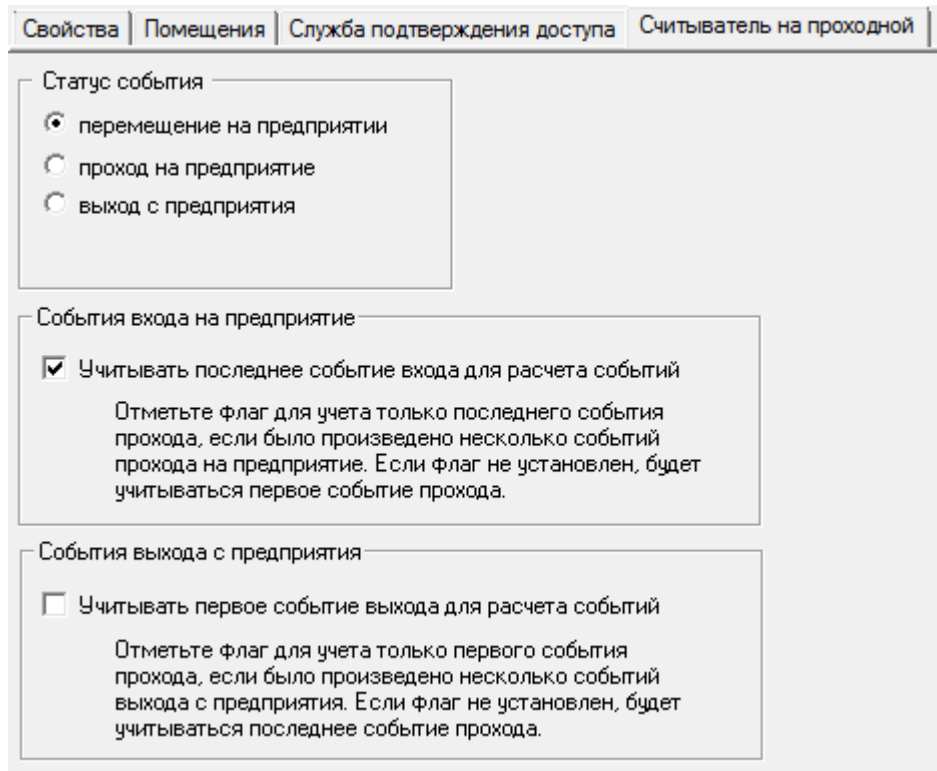 Свойства Помещения Служба подтверждения доступа Считыватель на проходной
Статус события
перемещение на предприятии
проход на предприятие
выход с предприятия
События входа на предприятие
Учитывать последнее событие входа для расчета событий
Отметьте флаг для учета только последнего события
прохода, если было произведено несколько событий
прохода на предприятие. Если флаг не установлен, будет
учитываться первое событие прохода.
События выхода с предприятия
Учитывать первое событие выхода для расчета событий
Отметьте флаг для учета только первого события
прохода, если было произведено несколько событий
выхода с предприятия. Если флаг не установлен, будет
учитываться последнее событие прохода.